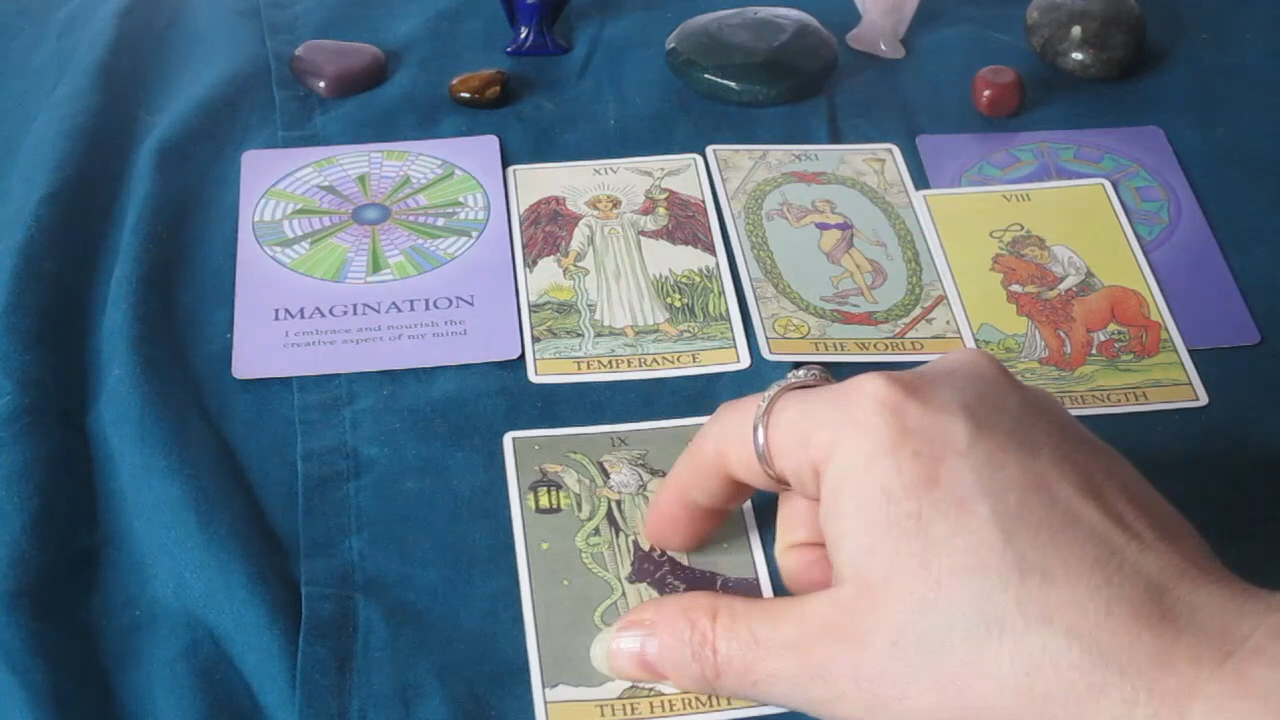 IMAGINATION
I embrace and nourish the
creative aspect of my mind
XIV
TEMPERANCE
XXI
THE WORLD
VIII
STRENGTH
IX
THE HERMIT